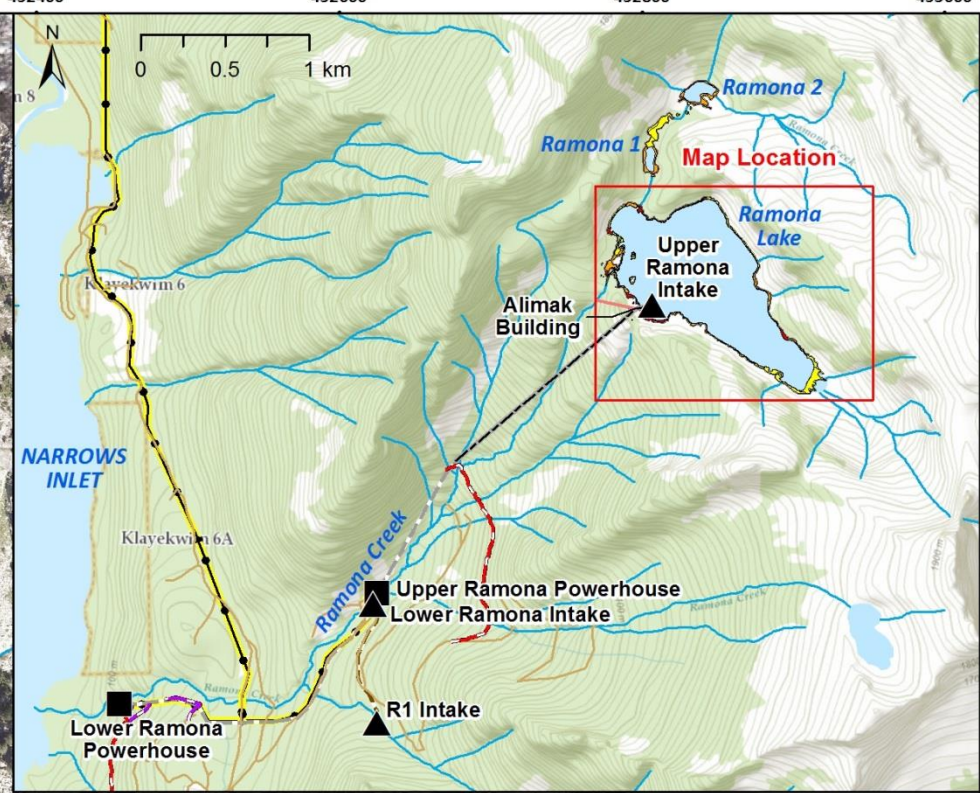 N
0 0.5 1 km
n 8
Ramona 2
Ramona Creek
Ramona 1
Map Location
Ramona
Lake
Upper
Ramona
Intake
Alimak
Building
Klayekwim 6
NARROWS
INLET
Klayekwim 6A
Ramona Creek
1900 m
Upper Ramona Powerhouse
Lower Ramona Intake
Ramona Creek
Ramona Creek
R1 Intake
Lower Ramona
Powerhouse